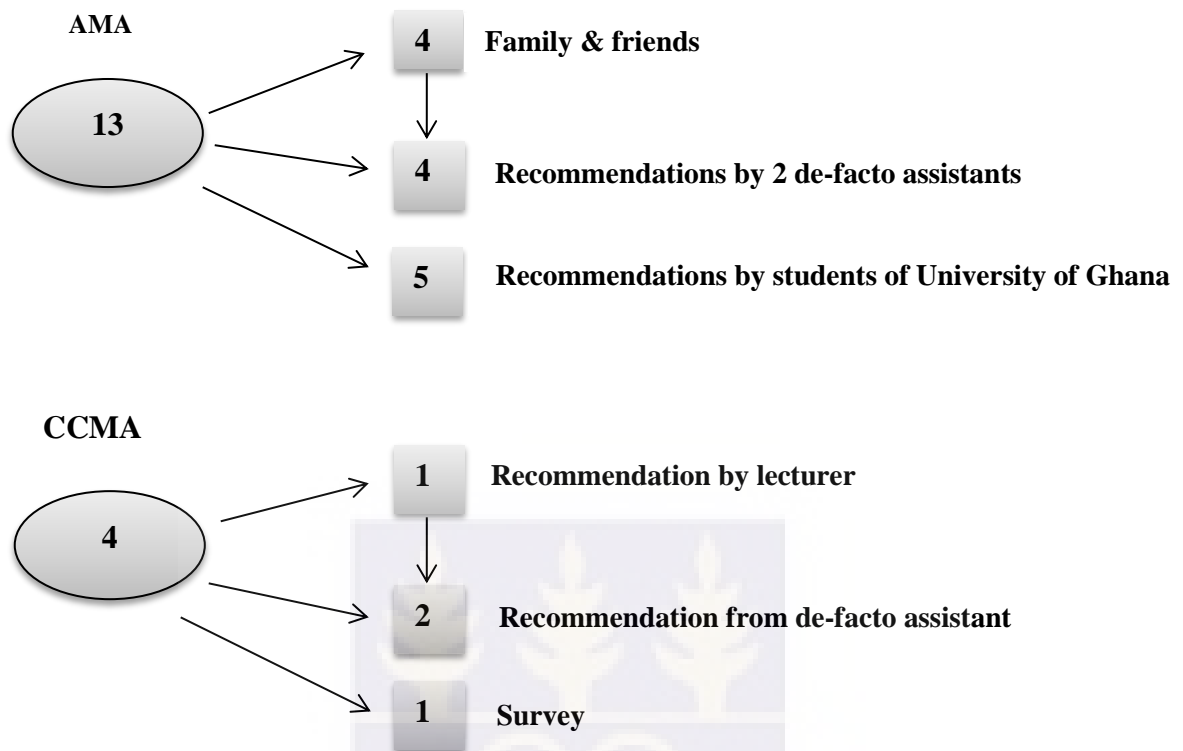 AMA
4 Family & friends
13
4 Recommendations by 2 de-facto assistants
5 Recommendations by students of University of Ghana
CCMA
1 Recommendation by lecturer
4
2 Recommendation from de-facto assistant
1 Survey